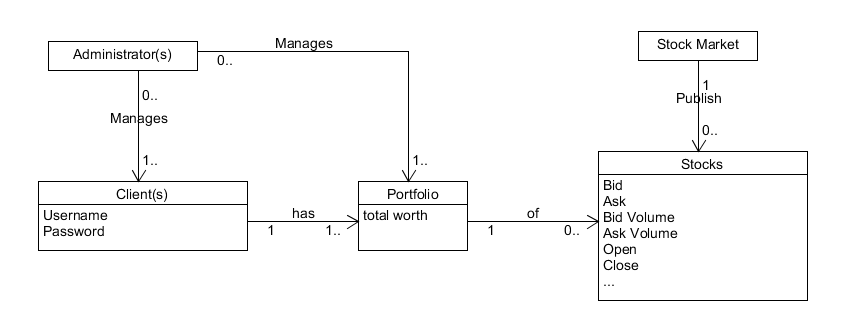 Administrator(s)
Manages
0..
Stock Market
1
Publish
0..
0..
Manages
1..
1..
Client(s)
Username
Password
has
1
1..
Portfolio
total worth
of
1
0..
Stocks
Bid
Ask
Bid Volume
Ask Volume
Open
Close
...